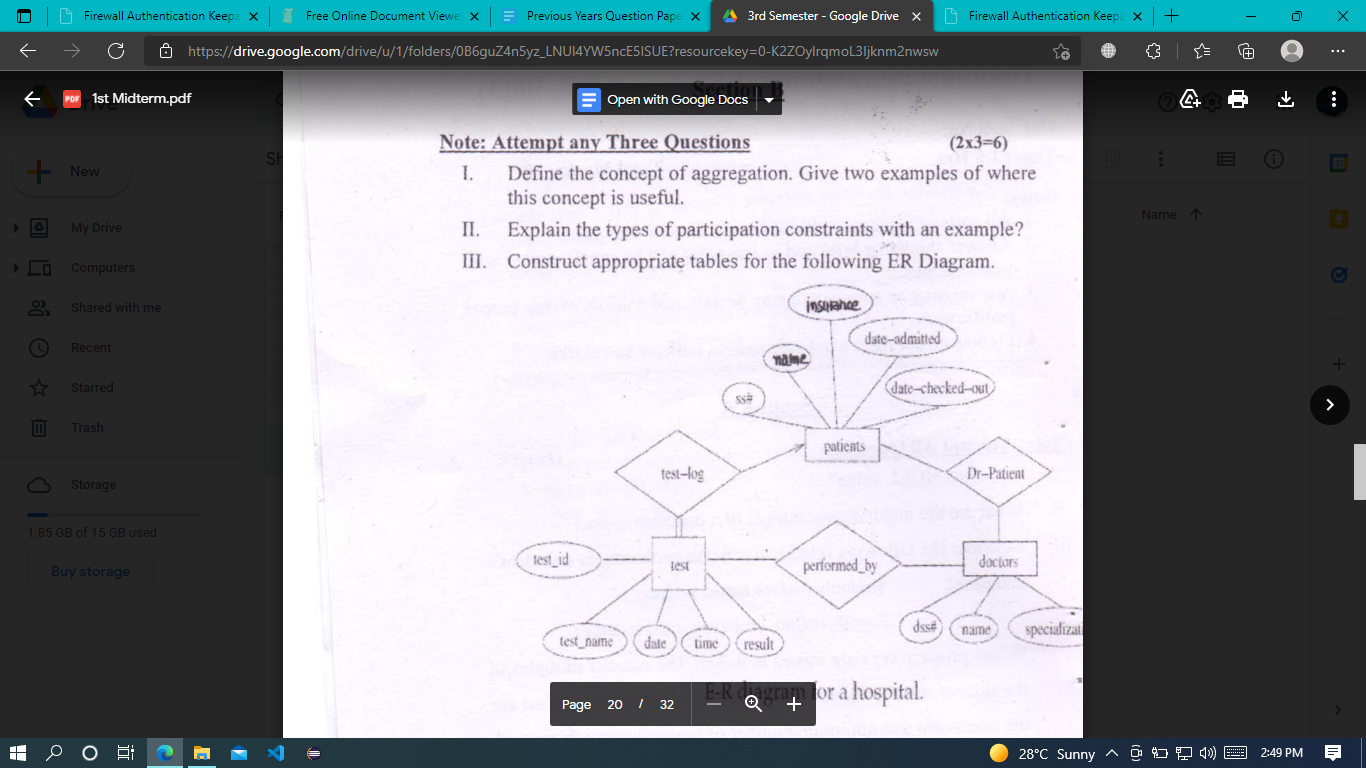 Firewall Authentication Keepa
Free Online Document Viewe
Previous Years Question Pape
3rd Semester - Google Drive
Firewall Authentication Keepa
https://drive.google.com/drive/u/1/folders/0B6guZ4n5yz_LNUl4YW5ncE5lSUE?resourcekey=0-K2ZOylrqmoL3Ijknm2nwsw
PDF
1st Midterm.pdf
Open with Google Docs
Section B
New
My Drive
Computers
Shared with me
Recent
Starred
Trash
Storage
1.85 GB of 15 GB used
Buy storage
Name
Note: Attempt any Three Questions (2x3=6)
I. Define the concept of aggregation. Give two examples of where
this concept is useful.
II. Explain the types of participation constraints with an example?
III. Construct appropriate tables for the following ER Diagram.
insurance
date-admitted
name
date-checked-out
ss#
patients
test-log
Dr-Patient
test_id
test
performed_by
doctors
test_name
date
time
result
dss#
name
specializati
E-R diagram for a hospital.
Page 20 / 32
28°C Sunny
2:49 PM